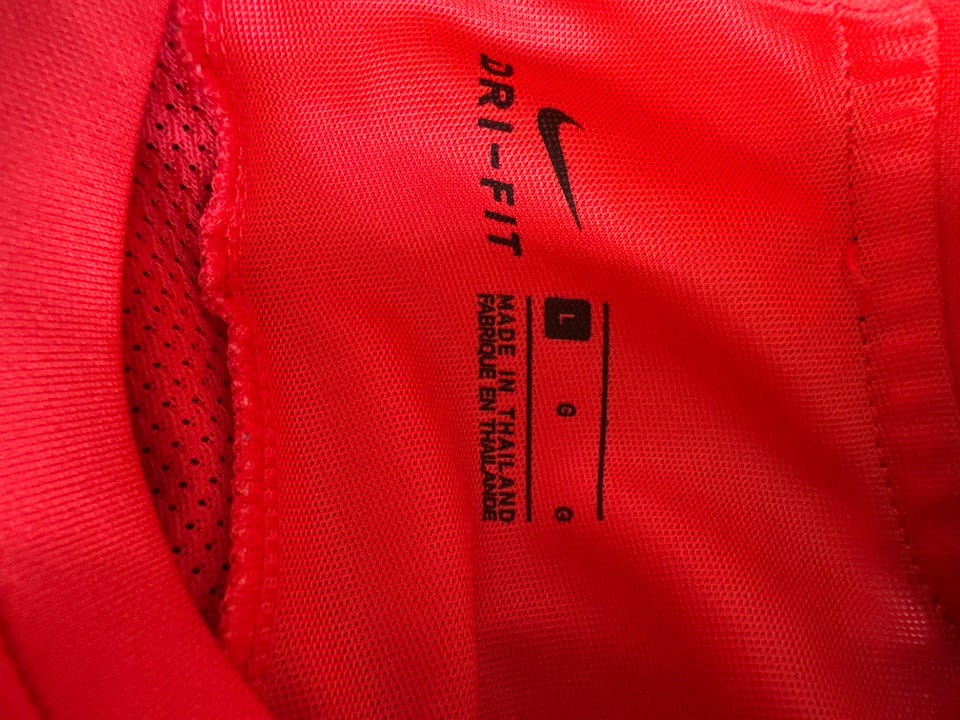 DRI-FIT
L G G
MADE IN THAILAND
FABRIQUE EN THAILANDE